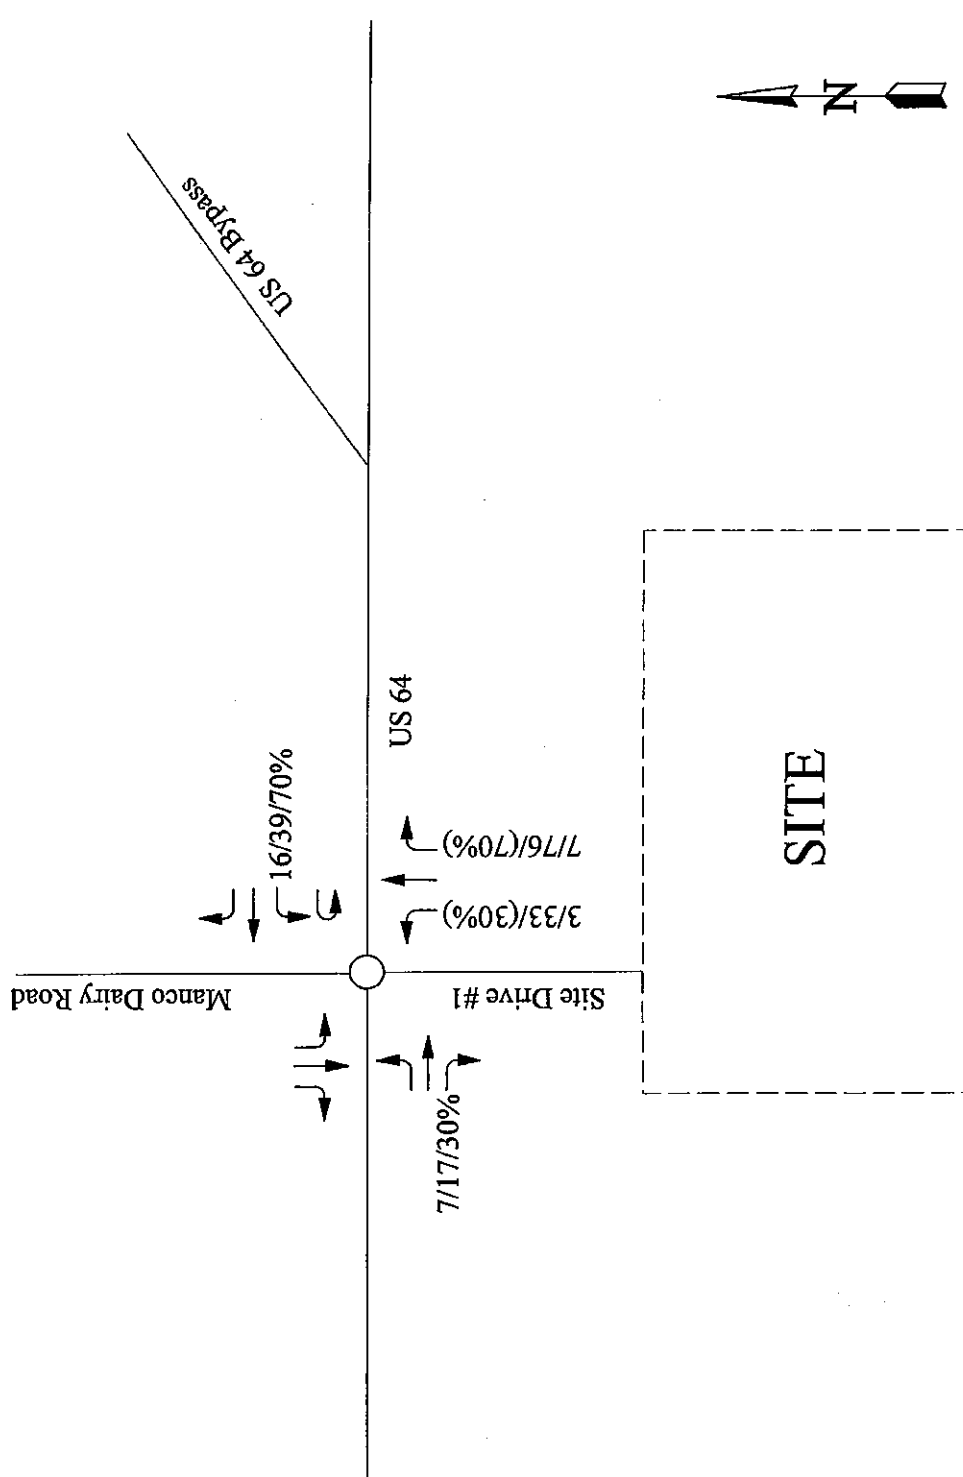 N
US 64 Bypass
US 64
16/39/70%
7/76/(70%)
3/33/(30%)
Manco Dairy Road
Site Drive #1
7/17/30%
SITE